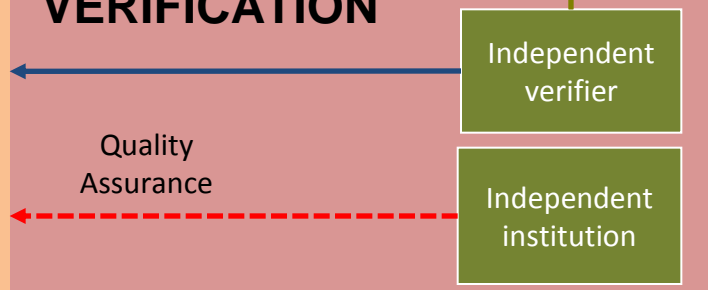 VERIFICATION
Independent
verifier
Quality
Assurance
Independent
institution